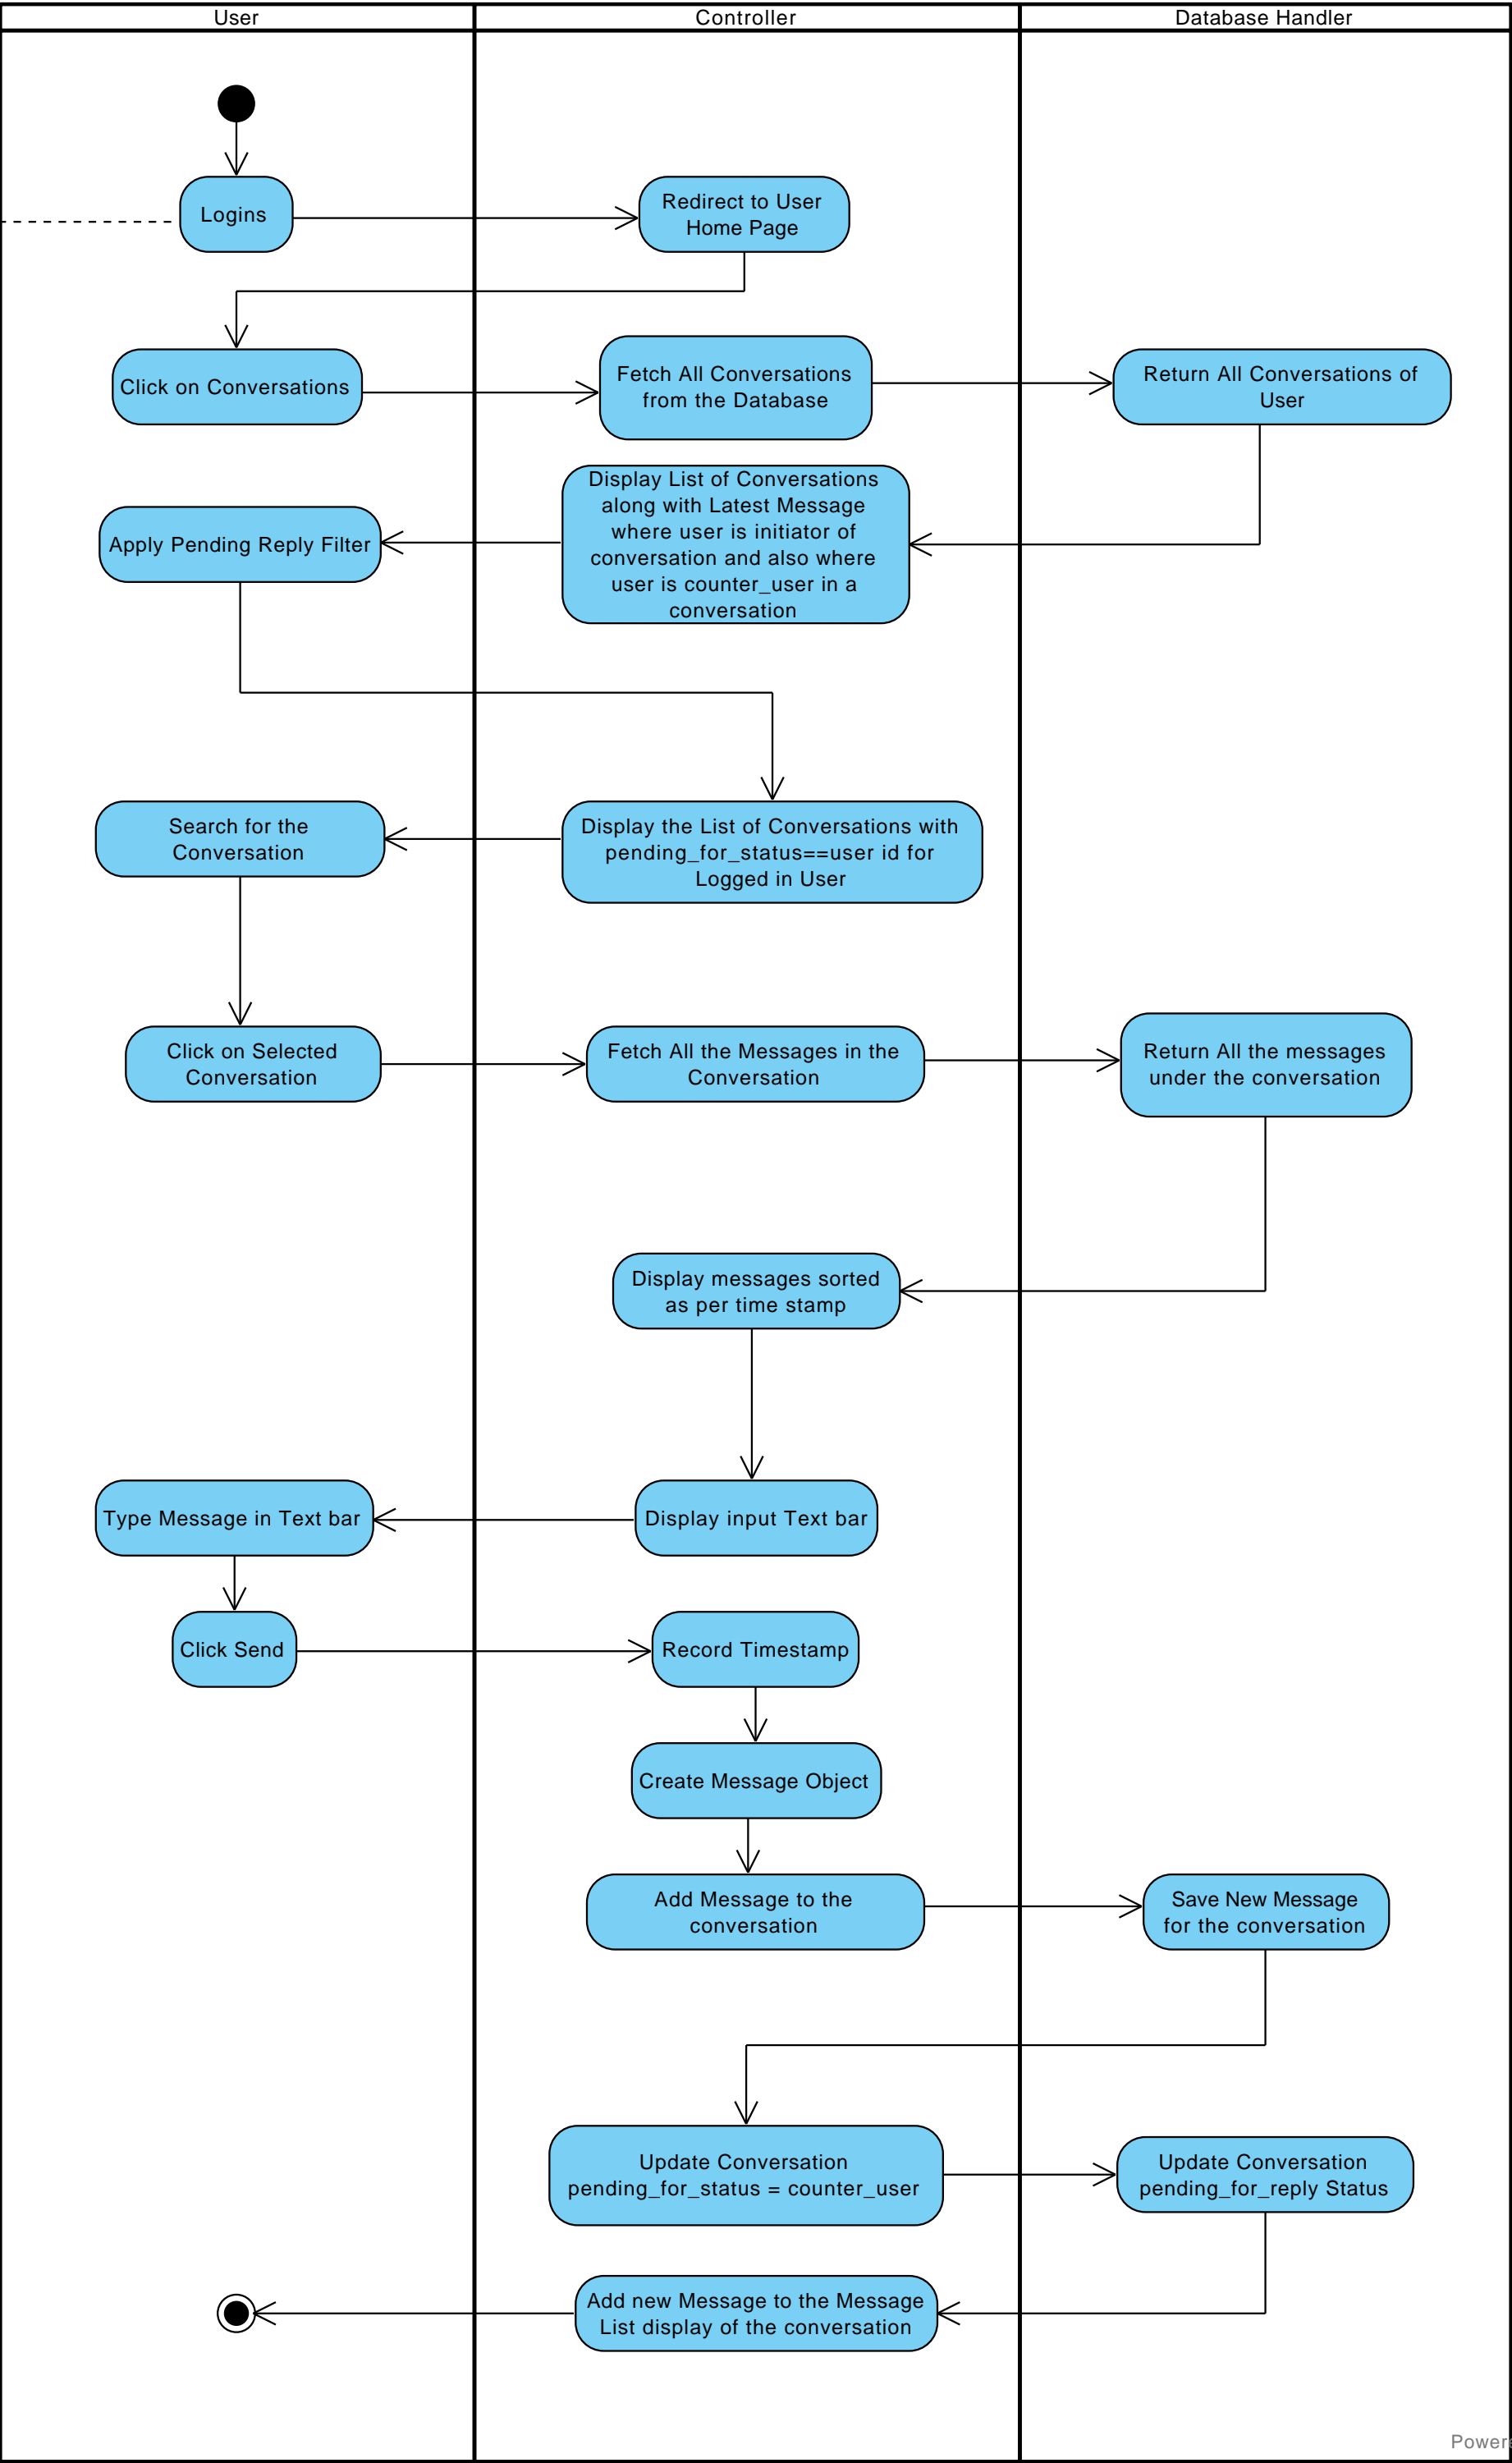 User
Controller
Database Handler
Logins
Redirect to User
Home Page
Click on Conversations
Fetch All Conversations
from the Database
Return All Conversations of
User
Display List of Conversations
along with Latest Message
where user is initiator of
conversation and also where
user is counter_user in a
conversation
Apply Pending Reply Filter
Search for the
Conversation
Display the List of Conversations with
pending_for_status==user id for
Logged in User
Click on Selected
Conversation
Fetch All the Messages in the
Conversation
Return All the messages
under the conversation
Display messages sorted
as per time stamp
Type Message in Text bar
Display input Text bar
Click Send
Record Timestamp
Create Message Object
Add Message to the
conversation
Save New Message
for the conversation
Update Conversation
pending_for_status = counter_user
Update Conversation
pending_for_reply Status
Add new Message to the Message
List display of the conversation
Power